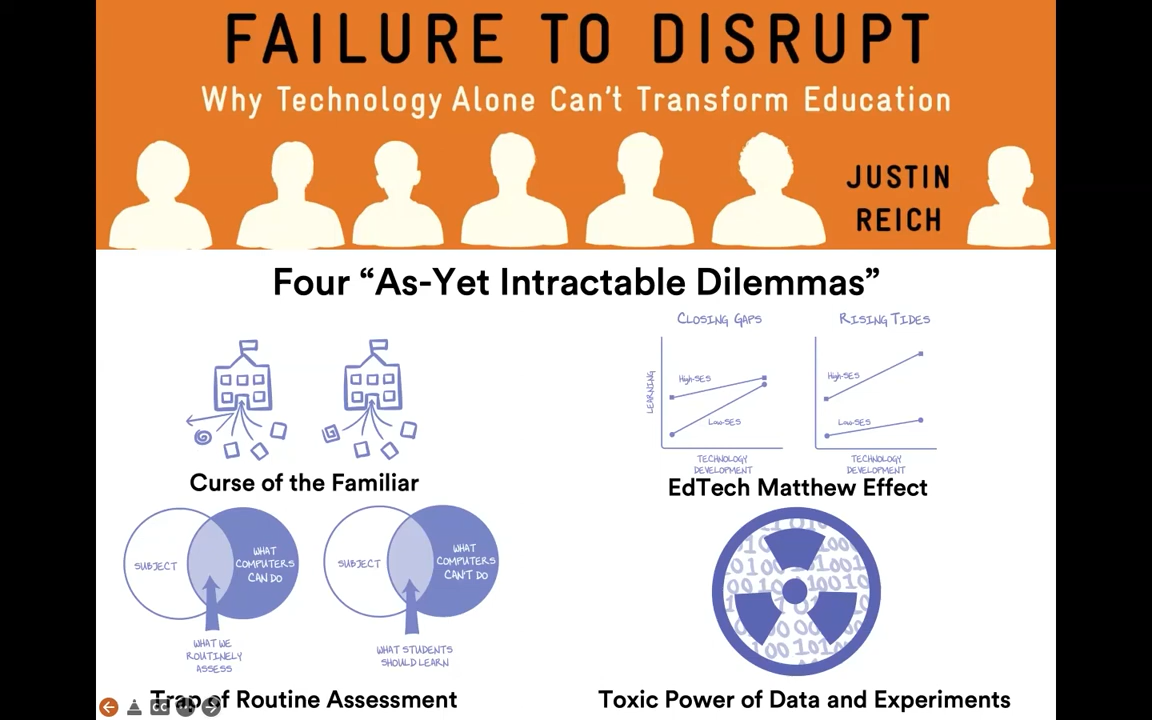 FAILURE TO DISRUPT
Why Technology Alone Can't Transform Education
JUSTIN
REICH
Four “As-Yet Intractable Dilemmas”
Curse of the Familiar
CLOSING GAPS
LEARNING
High-SES
Low-SES
TECHNOLOGY
DEVELOPMENT
RISING TIDES
High-SES
Low-SES
TECHNOLOGY
DEVELOPMENT
EdTech Matthew Effect
SUBJECT
WHAT
COMPUTERS
CAN DO
WHAT WE
ROUTINELY
ASSESS
SUBJECT
WHAT
COMPUTERS
CAN'T DO
WHAT STUDENTS
SHOULD LEARN
Trap of Routine Assessment
CC
Toxic Power of Data and Experiments